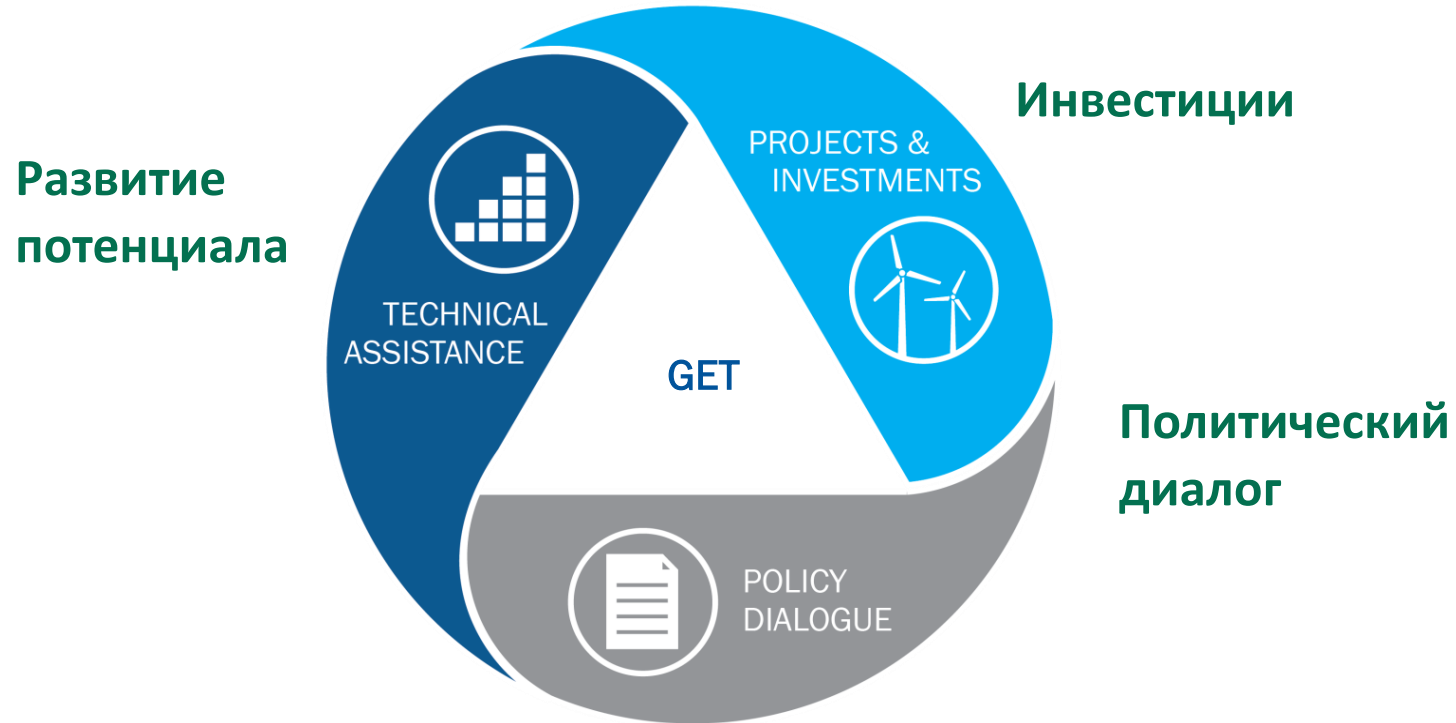 Развитие
потенциала
TECHNICAL
ASSISTANCE
PROJECTS &
INVESTMENTS
Инвестиции
GET
Политический
диалог
POLICY
DIALOGUE